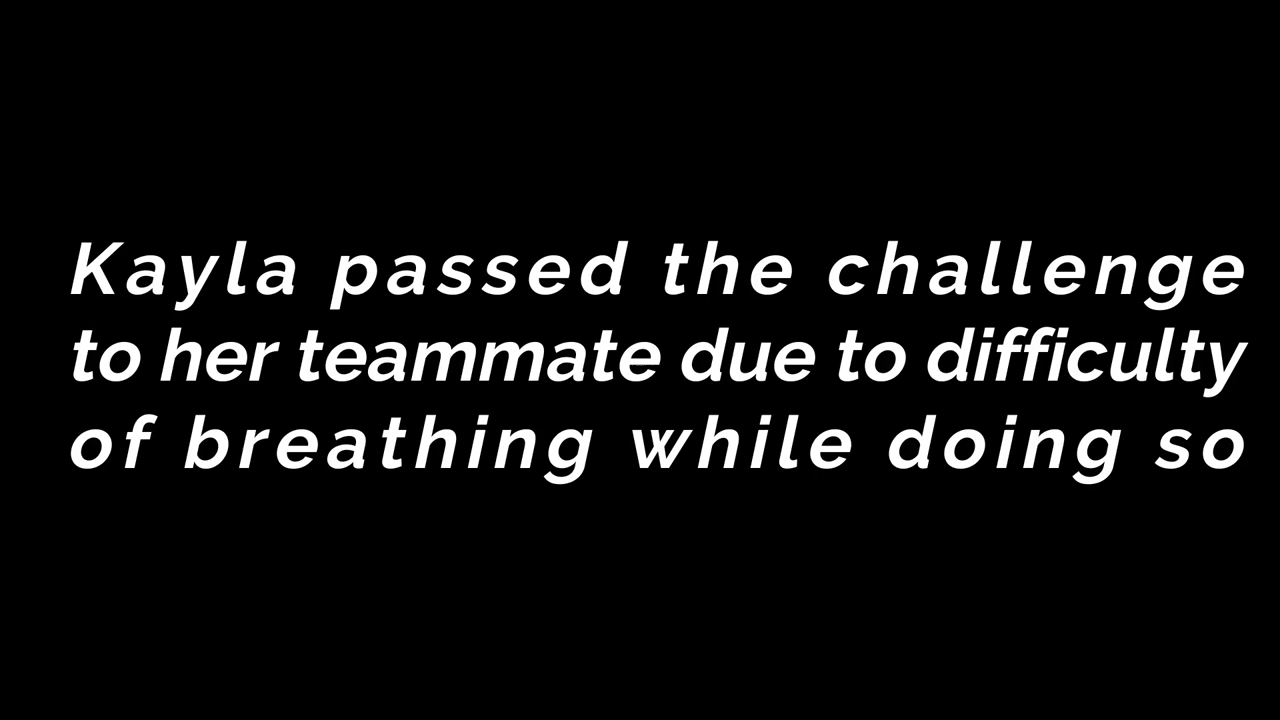 Kayla passed the challenge
to her teammate due to difficulty
of breathing while doing so